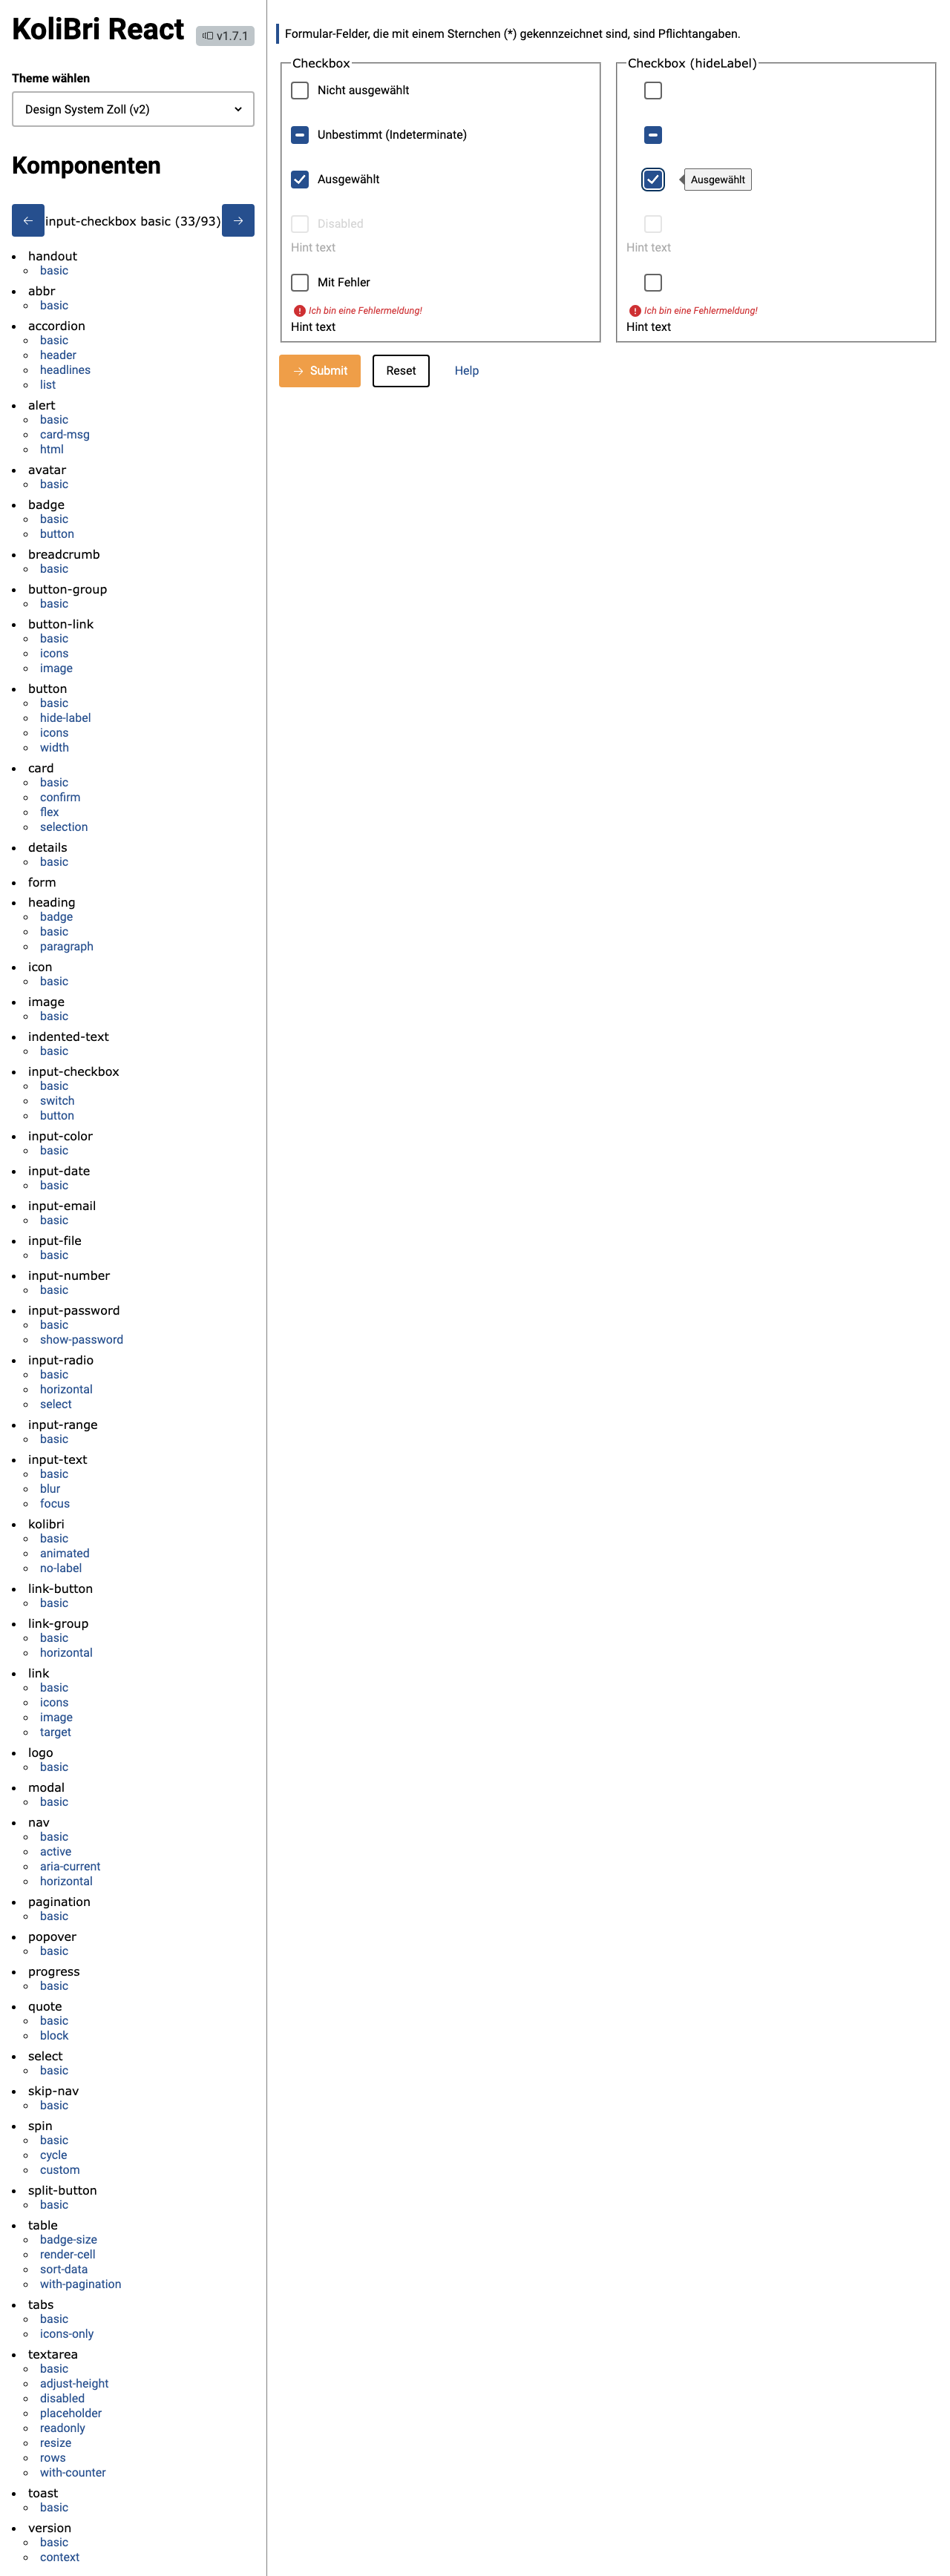 KoliBri React
v1.7.1
Theme wählen
Design System Zoll (v2)
Komponenten
input-checkbox basic (33/93)
handout
basic
abbr
basic
accordion
basic
header
headlines
list
alert
basic
card-msg
html
avatar
basic
badge
basic
button
breadcrumb
basic
button-group
basic
button-link
basic
icons
image
button
basic
hide-label
icons
width
card
basic
confirm
flex
selection
details
basic
form
heading
badge
basic
paragraph
icon
basic
image
basic
indented-text
basic
input-checkbox
basic
switch
button
input-color
basic
input-date
basic
input-email
basic
input-file
basic
input-number
basic
input-password
basic
show-password
input-radio
basic
horizontal
select
input-range
basic
input-text
basic
blur
focus
kolibri
basic
animated
no-label
link-button
basic
link-group
basic
horizontal
link
basic
icons
image
target
logo
basic
modal
basic
nav
basic
active
aria-current
horizontal
pagination
basic
popover
basic
progress
basic
quote
basic
block
select
basic
skip-nav
basic
spin
basic
cycle
custom
split-button
basic
table
badge-size
render-cell
sort-data
with-pagination
tabs
basic
icons-only
textarea
basic
adjust-height
disabled
placeholder
readonly
resize
rows
with-counter
toast
basic
version
basic
context
Formular-Felder, die mit einem Sternchen (*) gekennzeichnet sind, sind Pflichtangaben.
Checkbox
Nicht ausgewählt
Unbestimmt (Indeterminate)
Ausgewählt
Disabled
Hint text
Mit Fehler
Ich bin eine Fehlermeldung!
Hint text
Checkbox (hideLabel)
Ausgewählt
Hint text
Ich bin eine Fehlermeldung!
Hint text
Submit
Reset
Help